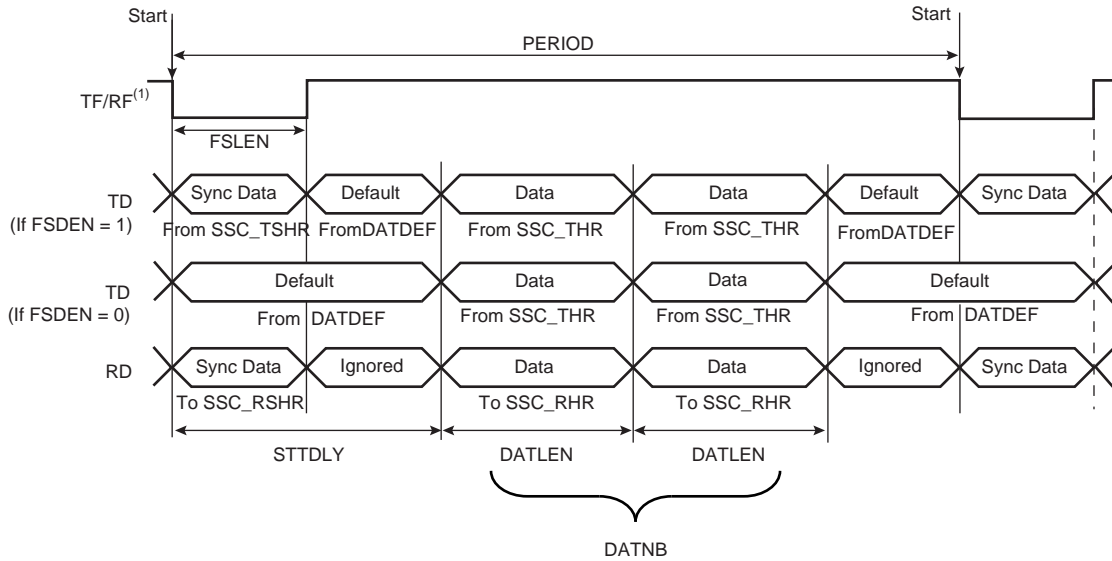 Start Start
PERIOD
TF/RF(1)
FSLEN
TD
(If FSDEN = 1)
Sync Data Default Data Data Default Sync Data
From SSC_TSHR FromDATDEF From SSC_THR From SSC_THR FromDATDEF
TD
(If FSDEN = 0)
Default Data Data Default
From DATDEF From SSC_THR From SSC_THR From DATDEF
RD
Sync Data Ignored Data Data Ignored Sync Data
To SSC_RSHR To SSC_RHR To SSC_RHR
STTDLY DATLEN DATLEN
DATNB